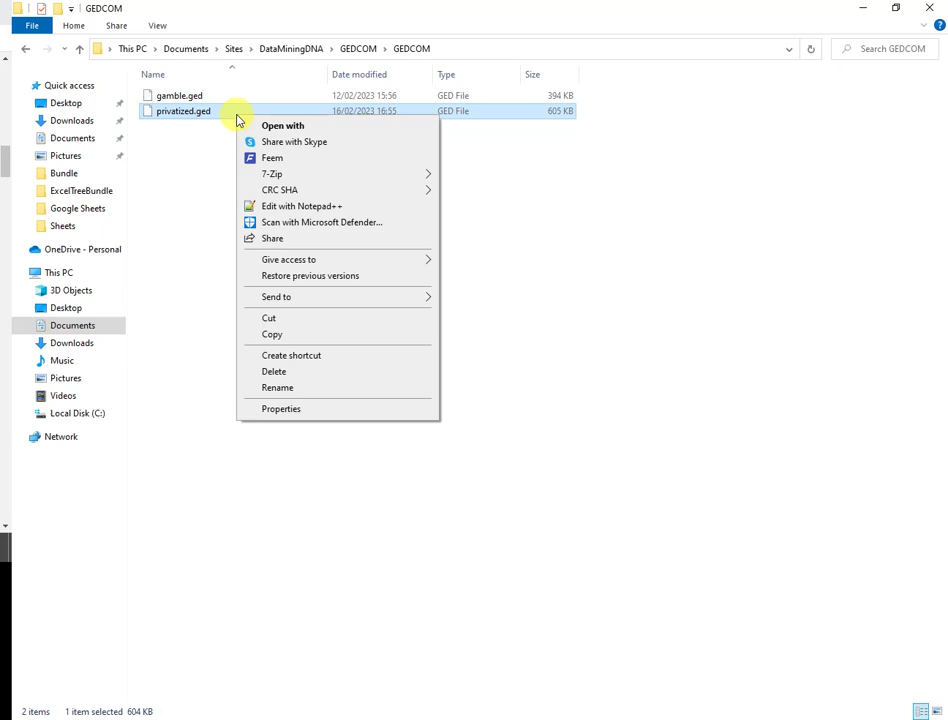 GEDCOM
File Home Share View
This PC Documents Sites DataMiningDNA GEDCOM GEDCOM Search GEDCOM
Name Date modified Type Size
gamble.ged 12/02/2023 15:56 GED File 394 KB
privatized.ged 16/02/2023 16:55 GED File 605 KB
Quick access
Desktop
Downloads
Documents
Pictures
Bundle
ExcelTreeBundle
Google Sheets
Sheets
OneDrive - Personal
This PC
3D Objects
Desktop
Documents
Downloads
Music
Pictures
Videos
Local Disk (C:)
Network
Open with
Share with Skype
Feem
7-Zip
CRC SHA
Edit with Notepad++
Scan with Microsoft Defender...
Share
Give access to
Restore previous versions
Send to
Cut
Copy
Create shortcut
Delete
Rename
Properties
2 items 1 item selected 604 KB